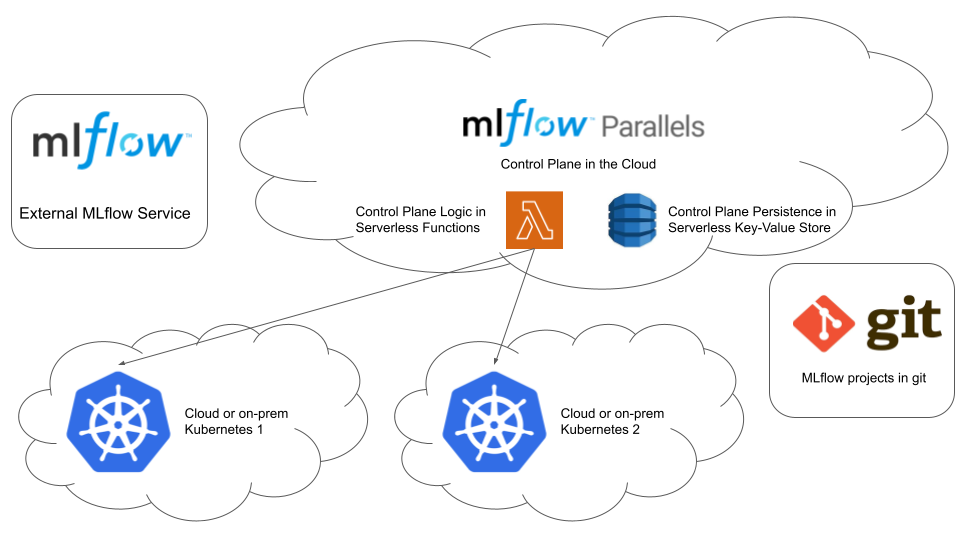 mlflow™
External MLflow Service
mlflow™ Parallels
Control Plane in the Cloud
Control Plane Logic in
Serverless Functions
Control Plane Persistence in
Serverless Key-Value Store
git
MLflow projects in git
Cloud or on-prem
Kubernetes 1
Cloud or on-prem
Kubernetes 2